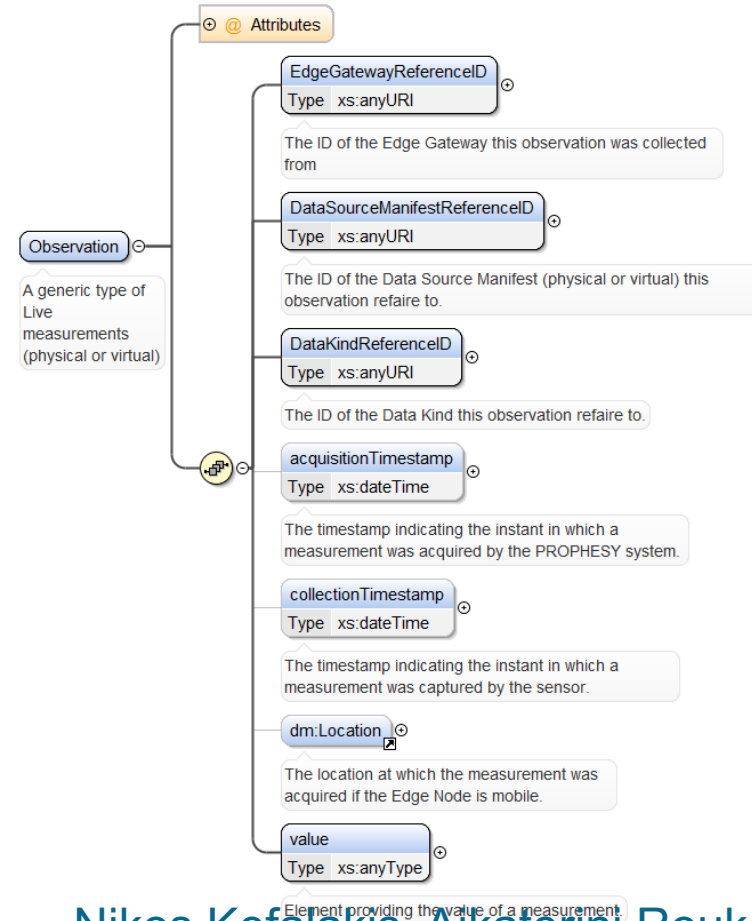 @ Attributes
EdgeGatewayReferenceID
Type xs:anyURI
The ID of the Edge Gateway this observation was collected
from
DataSourceManifestReferenceID
Type xs:anyURI
The ID of the Data Source Manifest (physical or virtual) this
observation refaire to.
Observation
A generic type of
Live
measurements
(physical or virtual)
DataKindReferenceID
Type xs:anyURI
The ID of the Data Kind this observation refaire to.
acquisitionTimestamp
Type xs:dateTime
The timestamp indicating the instant in which a
measurement was acquired by the PROPHESY system.
collectionTimestamp
Type xs:dateTime
The timestamp indicating the instant in which a
measurement was captured by the sensor.
dm:Location
The location at which the measurement was
acquired if the Edge Node is mobile.
value
Type xs:anyType
Element providing the value of a measurement.
Nikos Kefalakis, Aikaterini Rouk